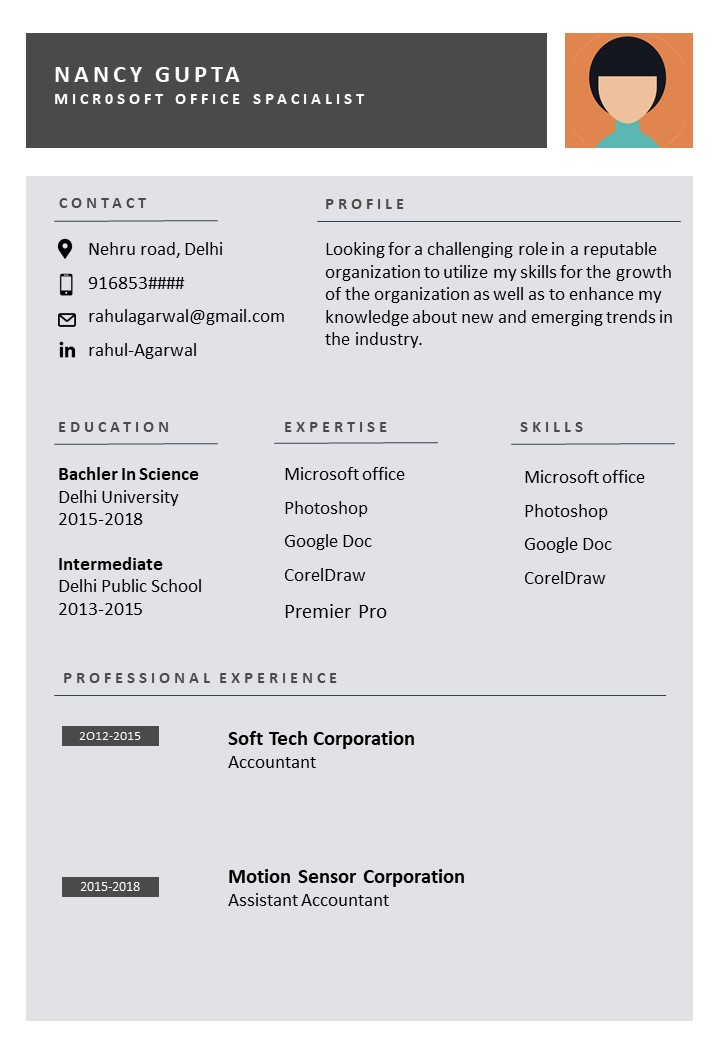 NANCY GUPTA
MICR0SOFT OFFICE SPACIALIST
CONTACT
Nehru road, Delhi
916853####
rahulagarwal@gmail.com
in rahul-Agarwal
PROFILE
Looking for a challenging role in a reputable
organization to utilize my skills for the growth
of the organization as well as to enhance my
knowledge about new and emerging trends in
the industry.
EDUCATION
Bachler In Science
Delhi University
2015-2018
Intermediate
Delhi Public School
2013-2015
EXPERTISE
Microsoft office
Photoshop
Google Doc
CorelDraw
Premier Pro
SKILLS
Microsoft office
Photoshop
Google Doc
CorelDraw
PROFESSIONAL EXPERIENCE
2O12-2015
Soft Tech Corporation
Accountant
2015-2018
Motion Sensor Corporation
Assistant Accountant